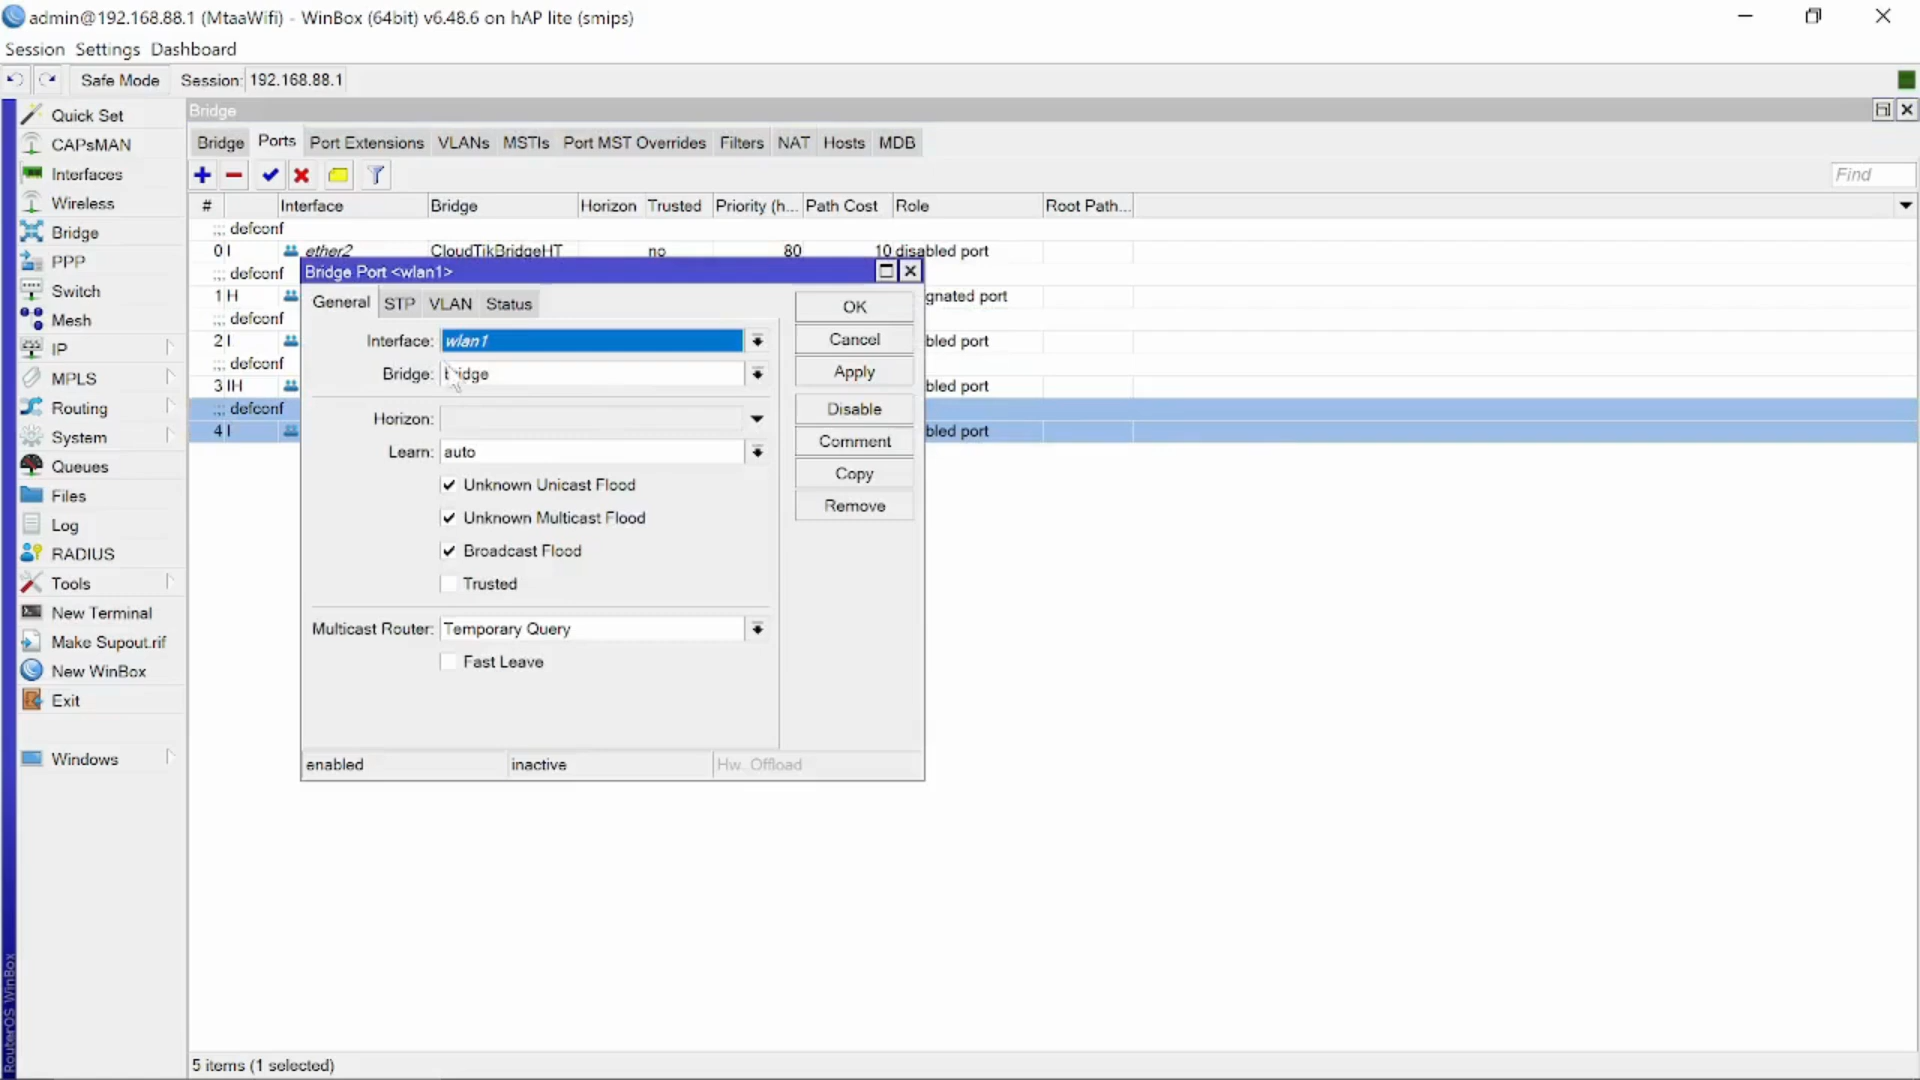 admin@192.168.88.1 (MtaaWifi) - WinBox (64bit) v6.48.6 on hAP lite (smips)
Session Settings Dashboard
Safe Mode Session: 192.168.88.1
Quick Set
CAPsMAN
Interfaces
Wireless
Bridge
PPP
Switch
Mesh
IP
MPLS
Routing
System
Queues
Files
Log
RADIUS
Tools
New Terminal
Make Supout.rif
New WinBox
Exit
Windows
RouterOS WinBox
Bridge
Bridge Ports Port Extensions VLANs MSTIs Port MST Overrides Filters NAT Hosts MDB
Find
# Interface Bridge Horizon Trusted Priority (h... Path Cost Role Root Path...
;;; defconf
0 I ether2 CloudTikBridgeHT no 80 10 disabled port
;;; defconf
1 H gnated port
;;; defconf
2 I bled port
;;; defconf
3 IH bled port
;;; defconf
4 I bled port
Bridge Port <wlan1>
General STP VLAN Status
Interface: wlan1
Bridge: bridge
Horizon:
Learn: auto
Unknown Unicast Flood
Unknown Multicast Flood
Broadcast Flood
Trusted
Multicast Router: Temporary Query
Fast Leave
OK
Cancel
Apply
Disable
Comment
Copy
Remove
enabled inactive Hw. Offload
5 items (1 selected)